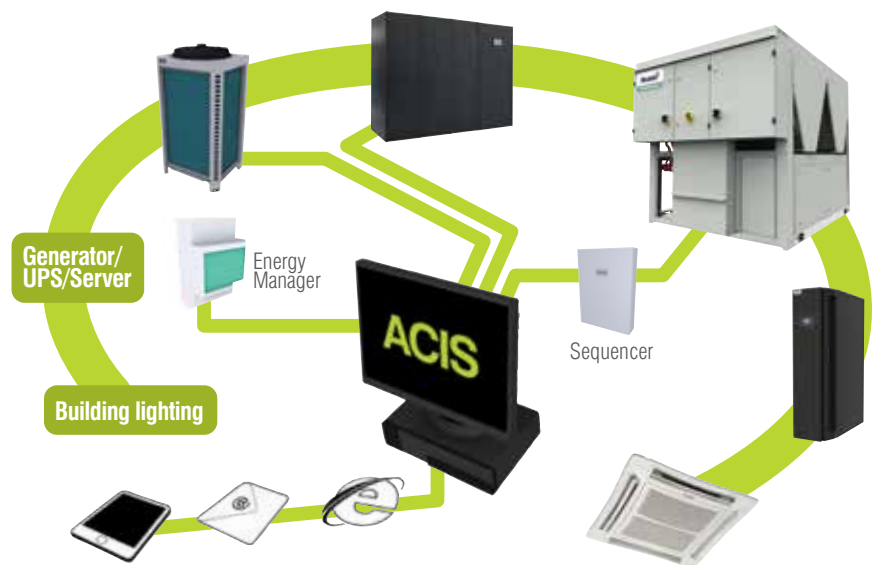 Generator/
UPS/Server
Energy
Manager
ACIS
Sequencer
Building lighting
@
e